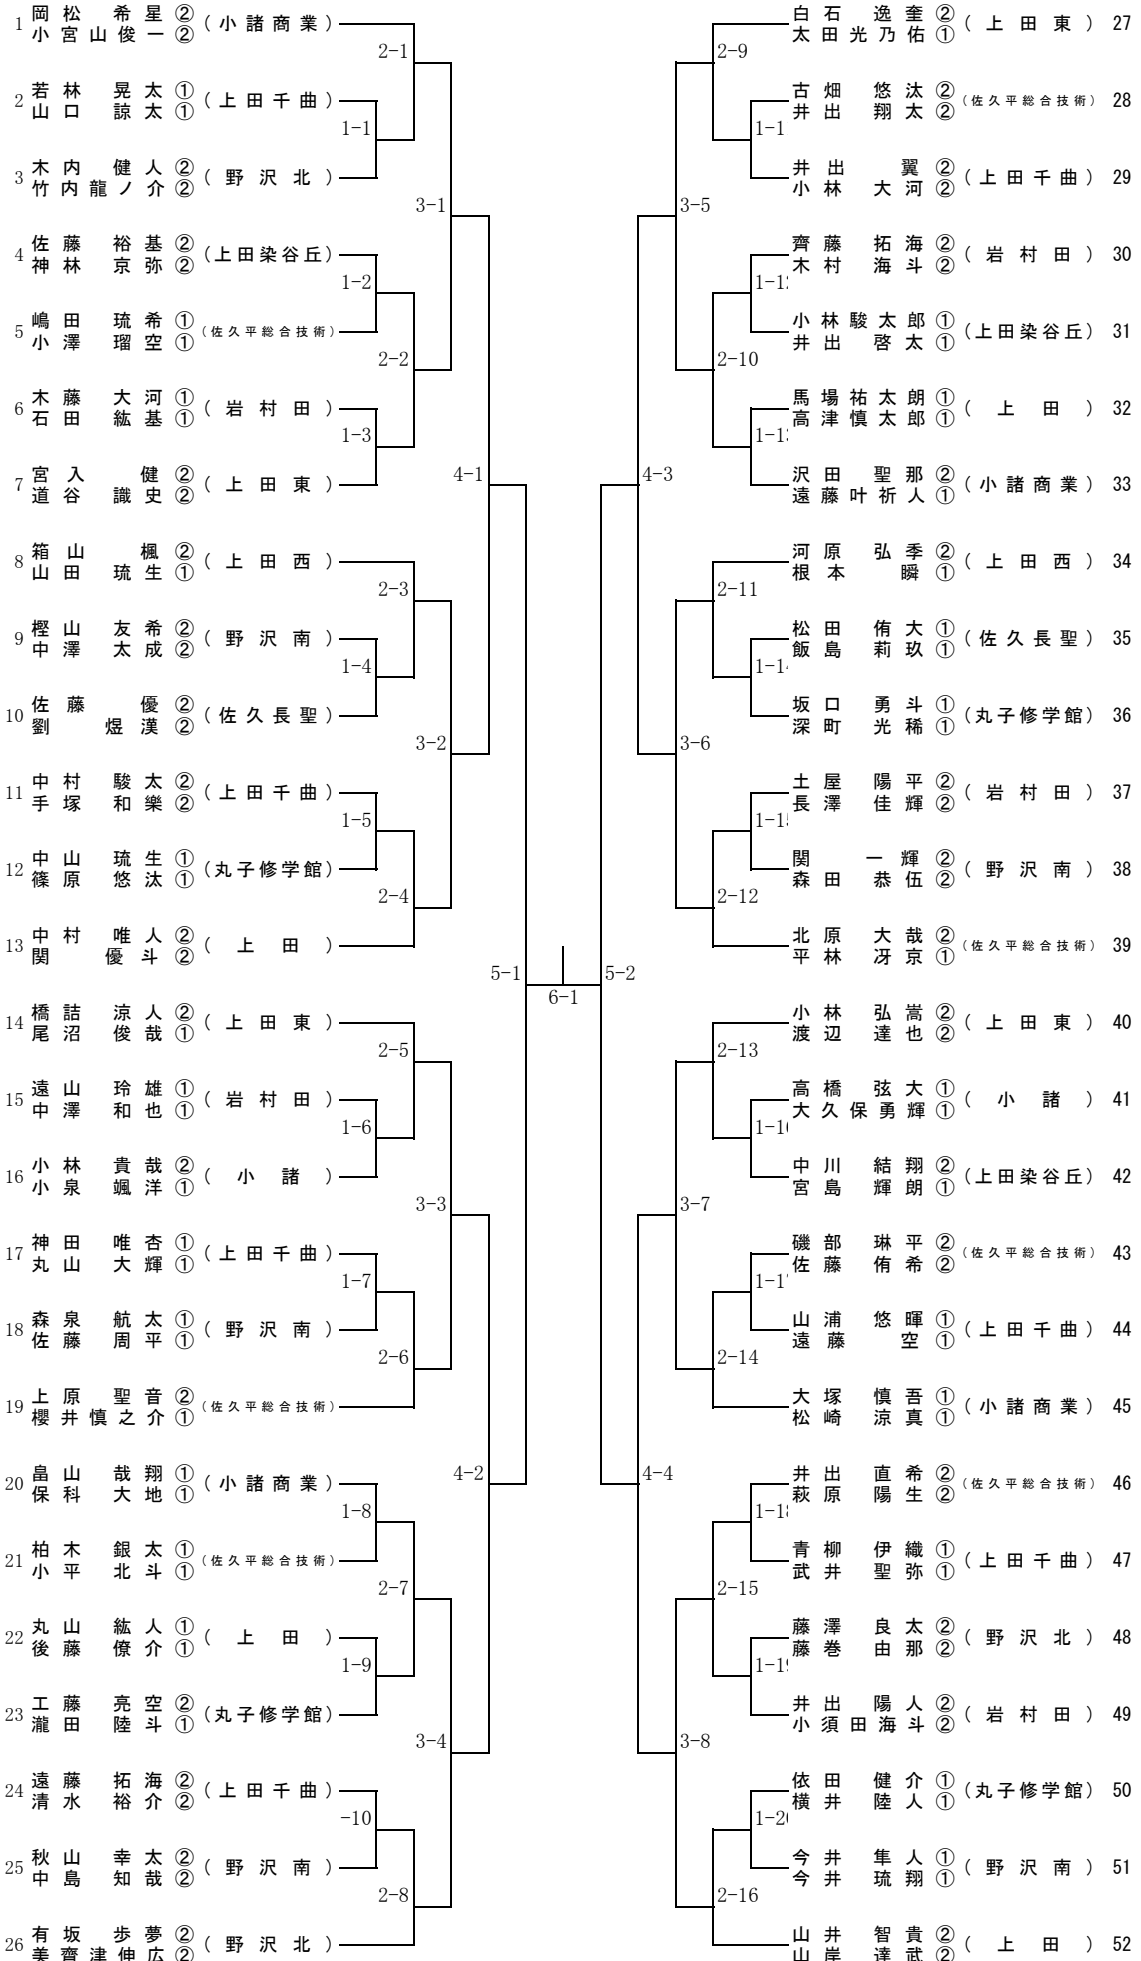 1 岡松 希星 ② (小諸商業)
小宮山俊一 ②
2 若林 晃太 ① (上田千曲)
山口 諒太 ①
3 木内 健人 ② (野沢北)
竹内龍ノ介 ②
4 佐藤 裕基 ② (上田染谷丘)
神林 京弥 ②
5 嶋田 琉希 ① (佐久平総合技術)
小澤 瑠空 ①
6 木藤 大河 ① (岩村田)
石田 紘基 ①
7 宮入 健 ② (上田東)
道谷 識史 ②
8 箱山 楓 ② (上田西)
山田 琉生 ①
9 樫山 友希 ② (野沢南)
中澤 太成 ②
10 佐藤 優 ② (佐久長聖)
劉 煜漢 ②
11 中村 駿太 ② (上田千曲)
手塚 和樂 ②
12 中山 琉生 ① (丸子修学館)
篠原 悠汰 ①
13 中村 唯人 ② (上田)
関 優斗 ②
14 橋詰 涼人 ② (上田東)
尾沼 俊哉 ①
15 遠山 玲雄 ① (岩村田)
中澤 和也 ①
16 小林 貴哉 ② (小諸)
小泉 颯洋 ①
17 神田 唯杏 ① (上田千曲)
丸山 大輝 ①
18 森泉 航太 ① (野沢南)
佐藤 周平 ①
19 上原 聖音 ② (佐久平総合技術)
櫻井慎之介 ①
20 畠山 哉翔 ① (小諸商業)
保科 大地 ①
21 柏木 銀太 ① (佐久平総合技術)
小平 北斗 ①
22 丸山 紘人 ① (上田)
後藤 僚介 ①
23 工藤 亮空 ② (丸子修学館)
瀧田 陸斗 ①
24 遠藤 拓海 ② (上田千曲)
清水 裕介 ②
25 秋山 幸太 ② (野沢南)
中島 知哉 ②
26 有坂 歩夢 ② (野沢北)
美齊津伸広 ②
1-1
1-2
1-3
1-4
1-5
1-6
1-7
1-8
1-9
-10
2-1
2-2
2-3
2-4
2-5
2-6
2-7
2-8
3-1
3-2
3-3
3-4
4-1
4-2
5-1
6-1
5-2
4-3
4-4
3-5
3-6
3-7
3-8
2-9
2-10
2-11
2-12
2-13
2-14
2-15
2-16
1-1
1-12
1-13
1-14
1-15
1-16
1-17
1-18
1-19
1-20
白石 逸奎 ② (上田東) 27
太田光乃佑 ①
古畑 悠汰 ② (佐久平総合技術) 28
井出 翔太 ②
井出 翼 ② (上田千曲) 29
小林 大河 ②
齊藤 拓海 ② (岩村田) 30
木村 海斗 ②
小林駿太郎 ① (上田染谷丘) 31
井出 啓太 ①
馬場祐太朗 ① (上田) 32
高津慎太郎 ①
沢田 聖那 ② (小諸商業) 33
遠藤叶祈人 ①
河原 弘季 ② (上田西) 34
根本 瞬 ①
松田 侑大 ① (佐久長聖) 35
飯島 莉玖 ①
坂口 勇斗 ① (丸子修学館) 36
深町 光稀 ①
土屋 陽平 ② (岩村田) 37
長澤 佳輝 ②
関 一輝 ② (野沢南) 38
森田 恭伍 ②
北原 大哉 ② (佐久平総合技術) 39
平林 冴京 ①
小林 弘嵩 ② (上田東) 40
渡辺 達也 ②
高橋 弦大 ① (小諸) 41
大久保勇輝 ①
中川 結翔 ② (上田染谷丘) 42
宮島 輝朗 ①
磯部 琳平 ② (佐久平総合技術) 43
佐藤 侑希 ②
山浦 悠暉 ① (上田千曲) 44
遠藤 空 ①
大塚 慎吾 ① (小諸商業) 45
松崎 涼真 ①
井出 直希 ② (佐久平総合技術) 46
萩原 陽生 ②
青柳 伊織 ① (上田千曲) 47
武井 聖弥 ①
藤澤 良太 ② (野沢北) 48
藤巻 由那 ②
井出 陽人 ② (岩村田) 49
小須田海斗 ②
依田 健介 ① (丸子修学館) 50
横井 陸人 ①
今井 隼人 ① (野沢南) 51
今井 琉翔 ①
山井 智貴 ② (上田) 52
山岸 達武 ②